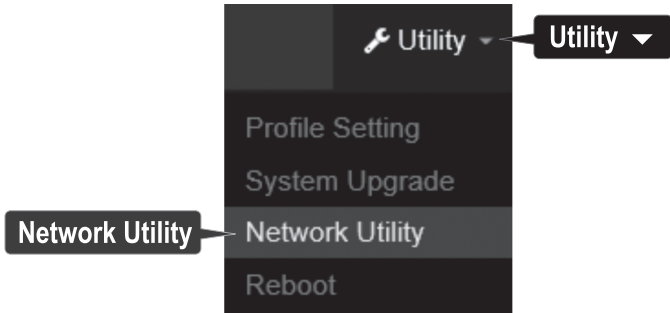 Utility
Utility
Profile Setting
System Upgrade
Network Utility
Network Utility
Reboot